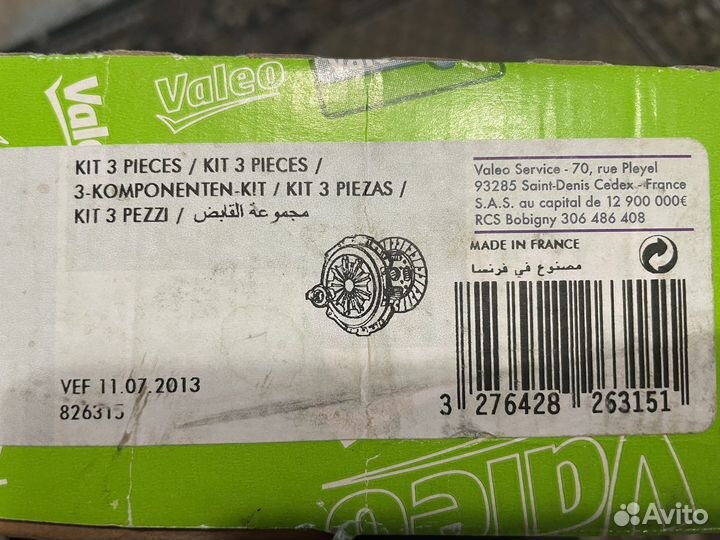 Valeo
Valeo
KIT 3 PIECES / KIT 3 PIECES /
3-KOMPONENTEN-KIT / KIT 3 PIEZAS /
KIT 3 PEZZI / مجموعة القابض
Valeo Service - 70, rue Pleyel
93285 Saint-Denis Cedex - France
S.A.S. au capital de 12 900 000€
RCS Bobigny 306 486 408
MADE IN FRANCE
مصنوع في فرنسا
VEF 11.07.2013
826315
3 276428 263151
Valeo
Avito